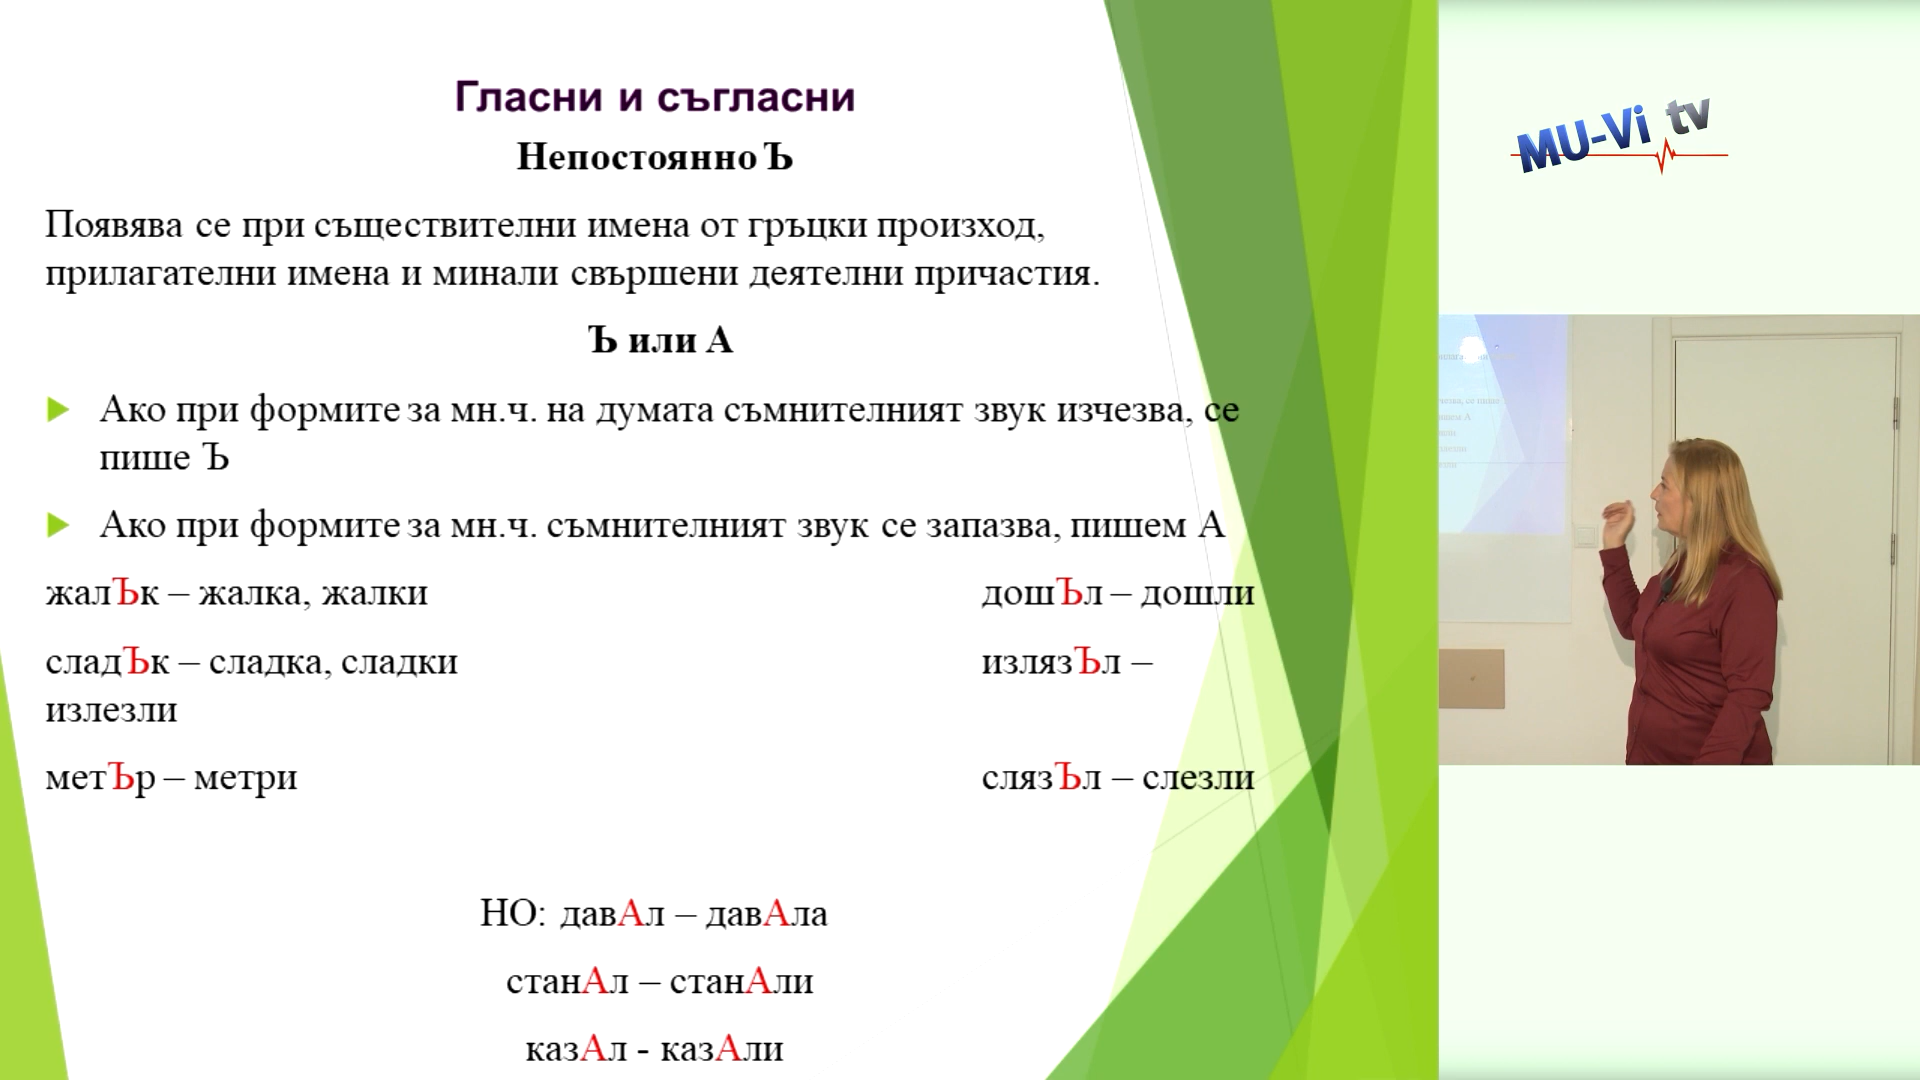 Гласни и съгласни
Непостоянно Ъ
Появява се при съществителни имена от гръцки произход,
прилагателни имена и минали свършени деятелни причастия.
Ъ или А
Ако при формите за мн.ч. на думата съмнителният звук изчезва, се
пише Ъ
Ако при формите за мн.ч. съмнителният звук се запазва, пишем А
жалЪк – жалка, жалки дошЪл – дошли
сладЪк – сладка, сладки излязЪл –
излезли
метЪр – метри слязЪл – слезли
НО: давАл – давАла
станАл – станАли
казАл - казАли
MU-Vi tv